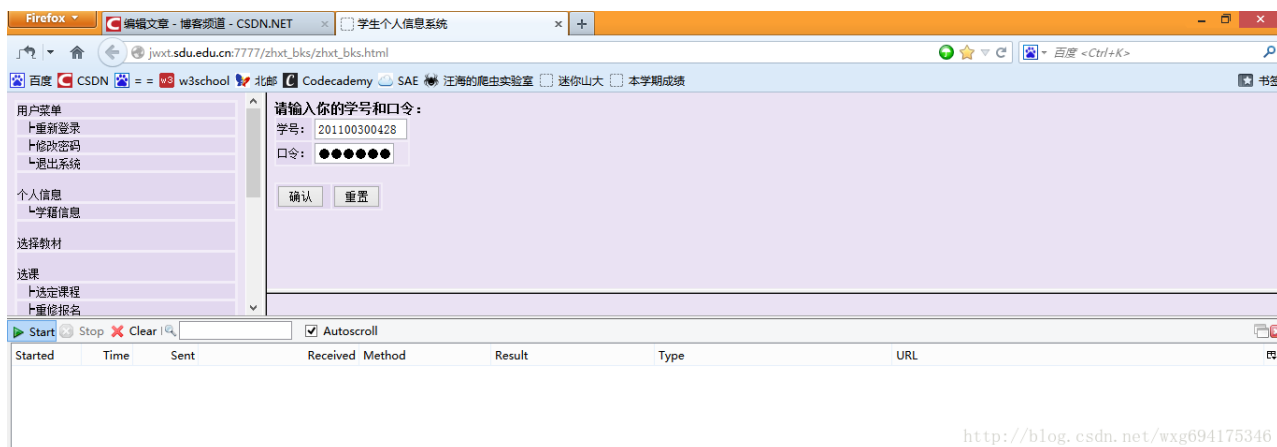 Firefox
编辑文章 - 博客频道 - CSDN.NET ×
学生个人信息系统 × +
jwxt.sdu.edu.cn:7777/zhxt_bks/zhxt_bks.html
百度 <Ctrl+K>
百度 CSDN = = w3 w3school 北邮 Codecademy SAE 汪海的爬虫实验室 迷你山大 本学期成绩 书签
用户菜单
├重新登录
├修改密码
└退出系统
个人信息
└学籍信息
选择教材
选课
├选定课程
├重修报名
请输入你的学号和口令：
学号： 201100300428
口令： ●●●●●●
确认 重置
Start Stop Clear Autoscroll
Started Time Sent Received Method Result Type URL
http://blog.csdn.net/wxg694175346